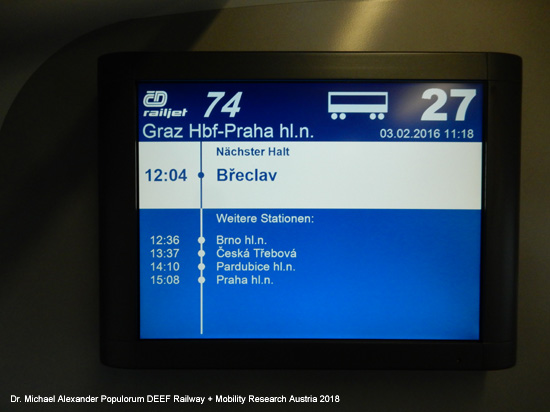 ČD
railjet 74 27
Graz Hbf-Praha hl.n. 03.02.2016 11:18
Nächster Halt
12:04 Břeclav
Weitere Stationen:
12:36 Brno hl.n.
13:37 Česká Třebová
14:10 Pardubice hl.n.
15:08 Praha hl.n.
Dr. Michael Alexander Populorum DEEF Railway + Mobility Research Austria 2018